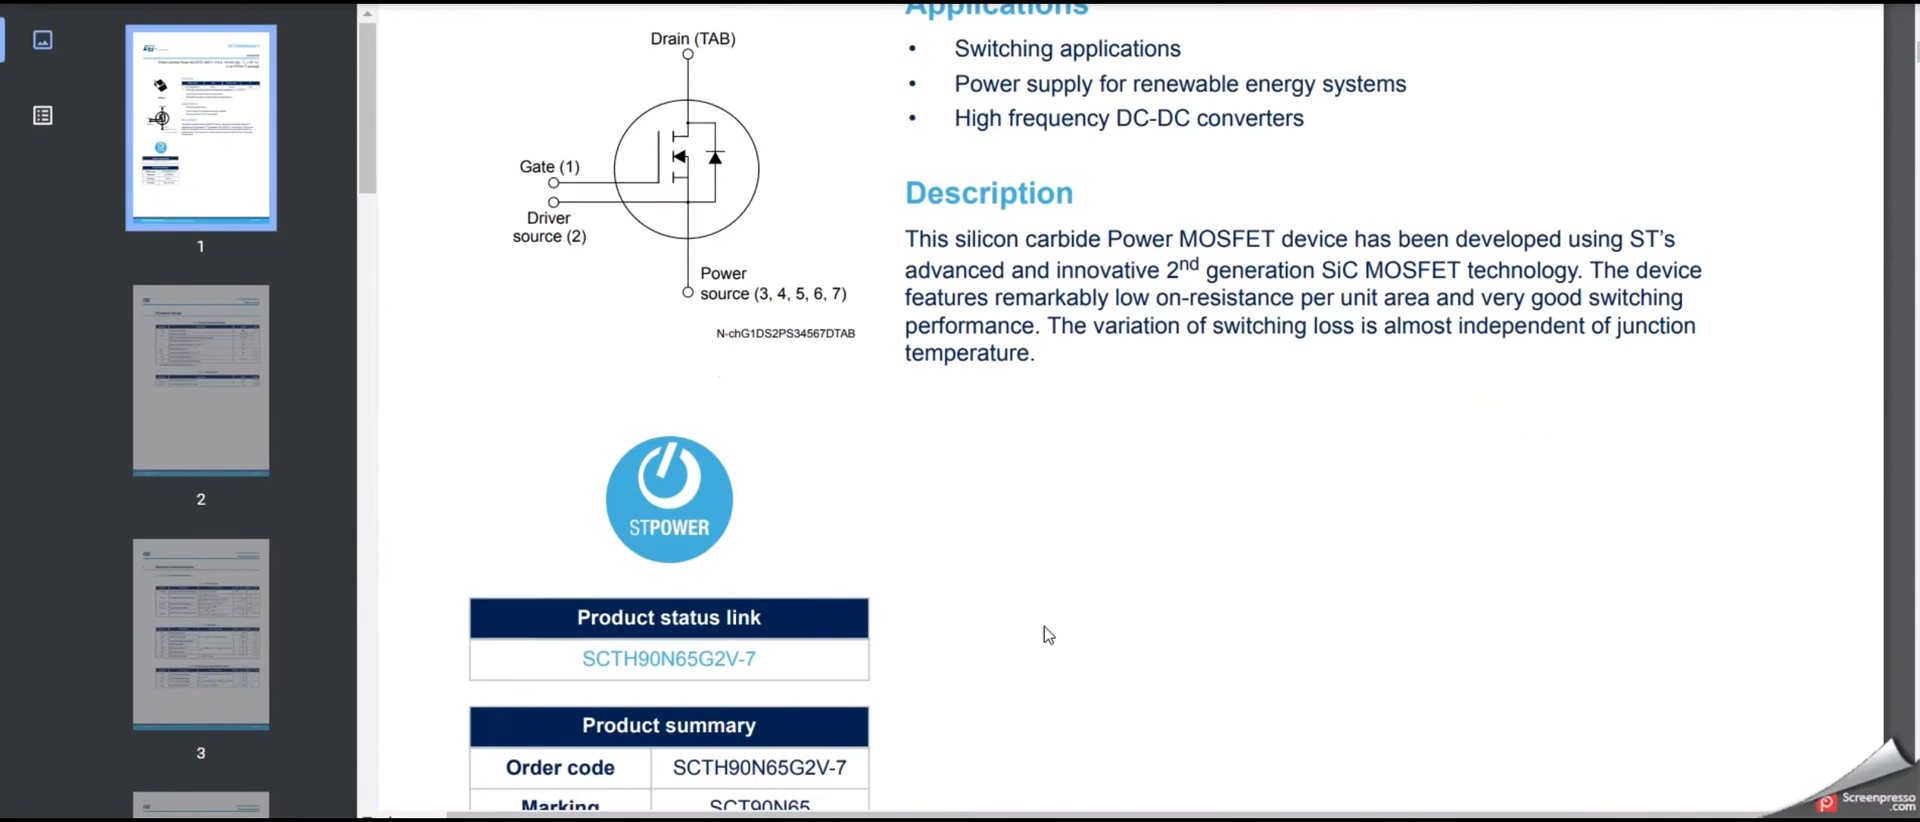 Applications
Drain (TAB)
• Switching applications
• Power supply for renewable energy systems
• High frequency DC-DC converters
Gate (1)
Driver
source (2)
Power
source (3, 4, 5, 6, 7)
N-chG1DS2PS34567DTAB
Description
This silicon carbide Power MOSFET device has been developed using ST’s
advanced and innovative 2nd generation SiC MOSFET technology. The device
features remarkably low on-resistance per unit area and very good switching
performance. The variation of switching loss is almost independent of junction
temperature.
STPOWER
Product status link
SCTH90N65G2V-7
Product summary
Order code SCTH90N65G2V-7
Marking SCT90N65
1
2
3
Screenpresso
.com